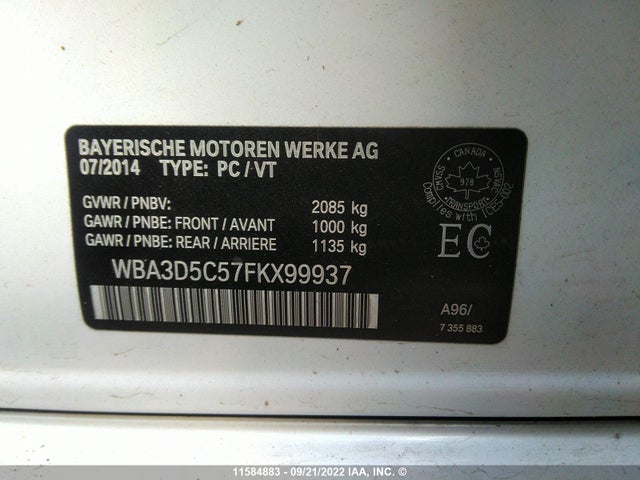 BAYERISCHE MOTOREN WERKE AG
07/2014 TYPE: PC / VT
GVWR / PNBV: 2085 kg
GAWR / PNBE: FRONT / AVANT 1000 kg
GAWR / PNBE: REAR / ARRIERE 1135 kg
WBA3D5C57FKX99937
CANADA
978
TRANSPORT
CMVSS
NSVAC
Complies with ICES-002
EC
A96/
7 355 883
11584883 - 09/21/2022 IAA, Inc.